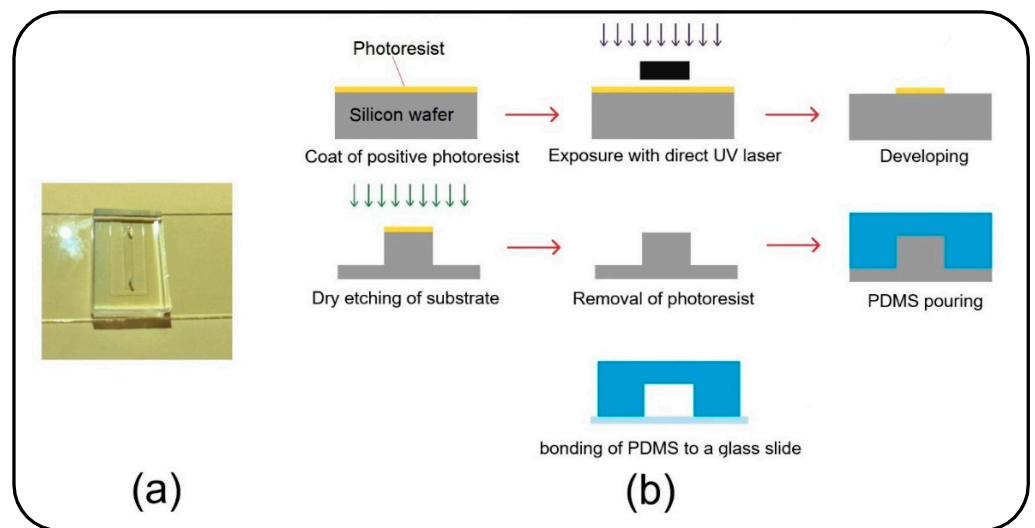 Photoresist
Silicon wafer
Coat of positive photoresist
Exposure with direct UV laser
Developing
Dry etching of substrate
Removal of photoresist
PDMS pouring
bonding of PDMS to a glass slide
(a)
(b)